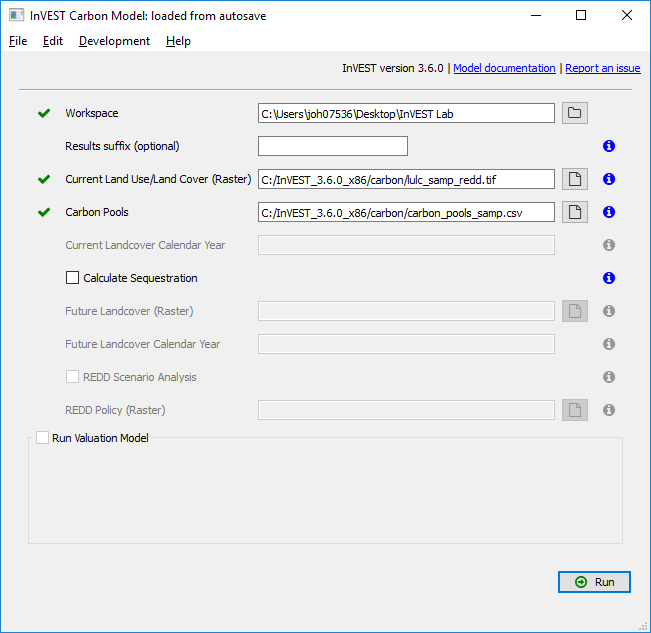 InVEST Carbon Model: loaded from autosave
File Edit Development Help
InVEST version 3.6.0 | Model documentation | Report an issue
Workspace C:\Users\joh07536\Desktop\InVEST Lab
Results suffix (optional)
Current Land Use/Land Cover (Raster) C:/InVEST_3.6.0_x86/carbon/lulc_samp_redd.tif
Carbon Pools C:/InVEST_3.6.0_x86/carbon/carbon_pools_samp.csv
Current Landcover Calendar Year
Calculate Sequestration
Future Landcover (Raster)
Future Landcover Calendar Year
REDD Scenario Analysis
REDD Policy (Raster)
Run Valuation Model
Run